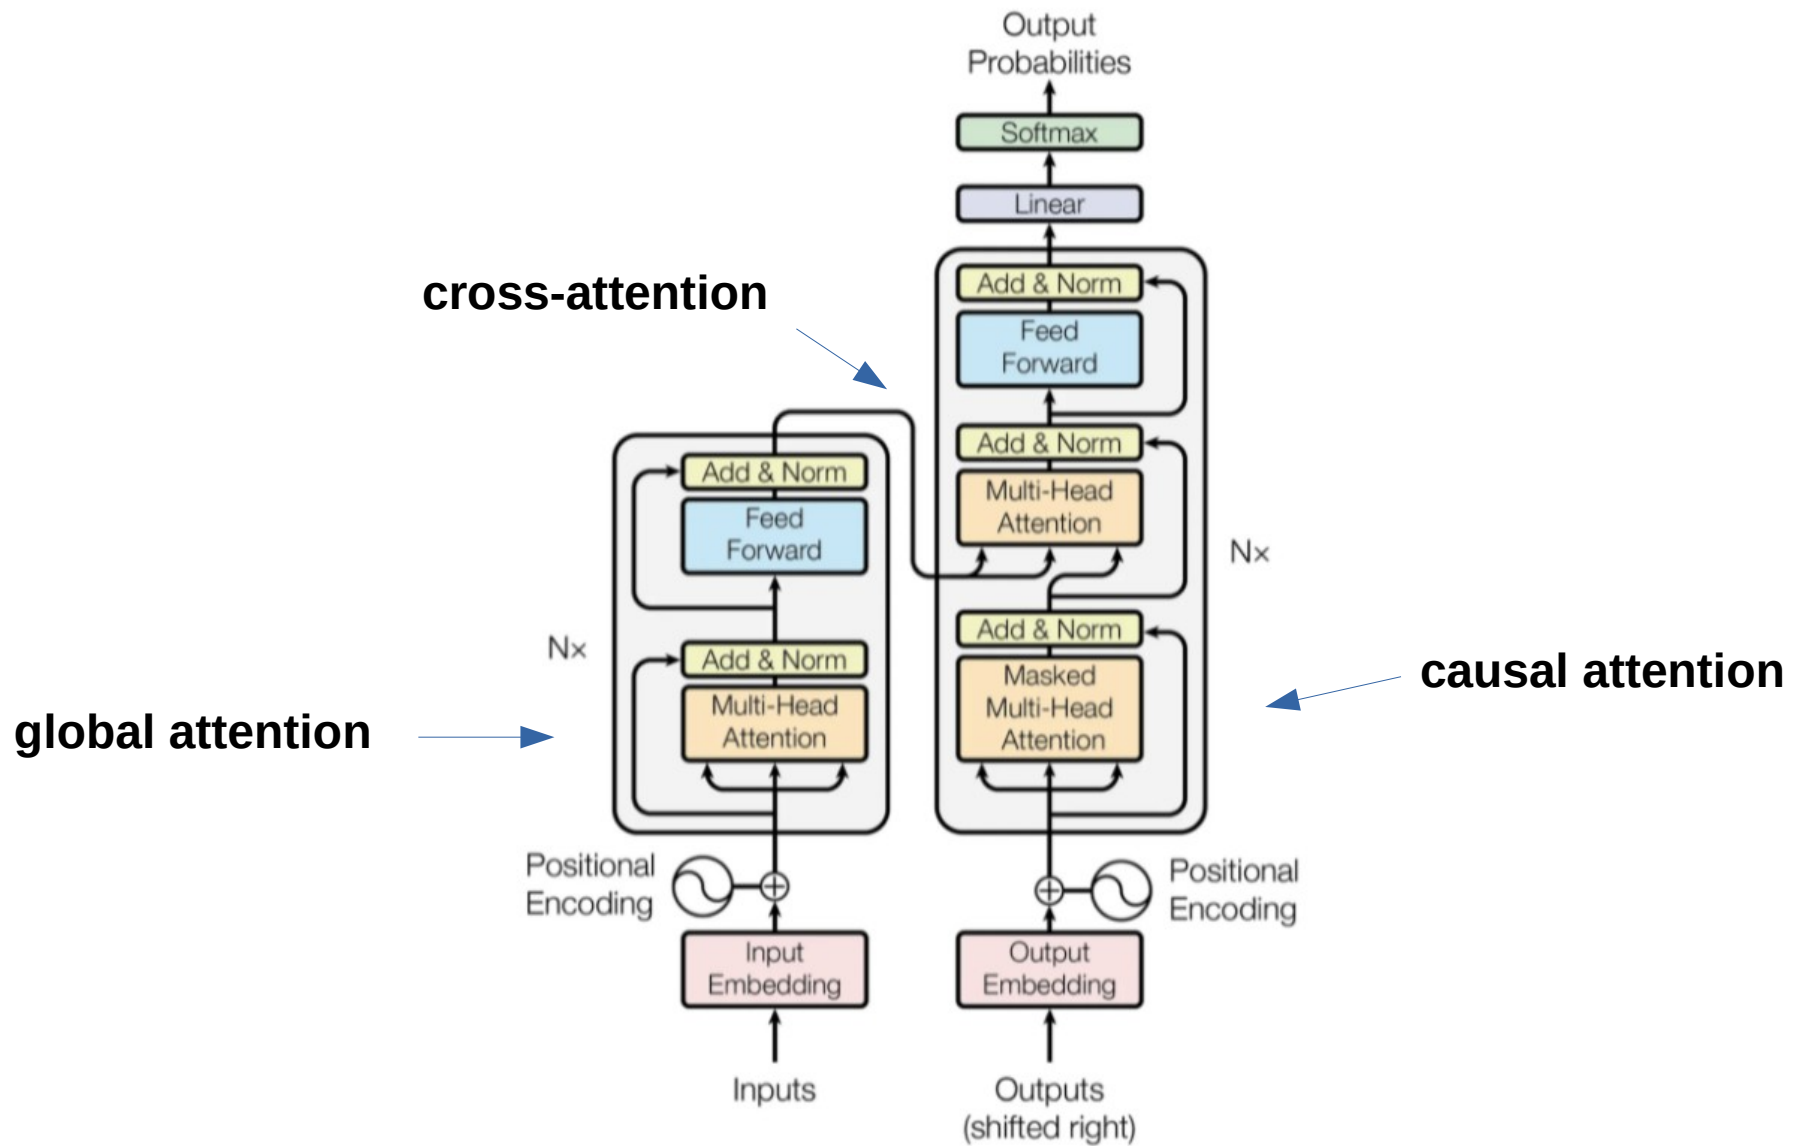 Output
Probabilities
Softmax
Linear
Add & Norm
Feed
Forward
cross-attention
Add & Norm
Multi-Head
Attention
Nx
Add & Norm
Masked
Multi-Head
Attention
causal attention
Add & Norm
Feed
Forward
Nx
Add & Norm
Multi-Head
Attention
global attention
Positional
Encoding
Positional
Encoding
Input
Embedding
Output
Embedding
Inputs
Outputs
(shifted right)